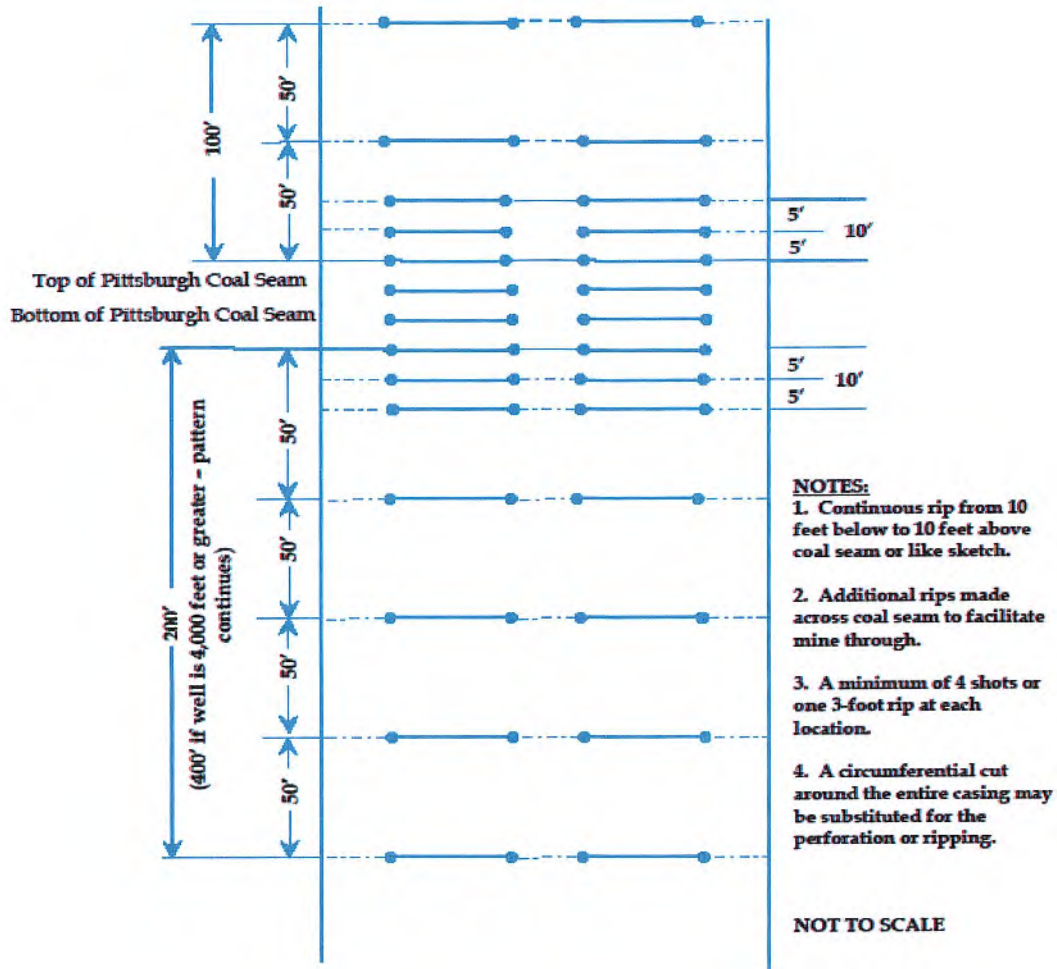 100'
50'
50'
5'
10'
5'
Top of Pittsburgh Coal Seam
Bottom of Pittsburgh Coal Seam
5'
10'
5'
200'
(400' if well is 4,000 feet or greater - pattern
continues)
50'
50'
50'
50'
NOTES:
1. Continuous rip from 10
feet below to 10 feet above
coal seam or like sketch.
2. Additional rips made
across coal seam to facilitate
mine through.
3. A minimum of 4 shots or
one 3-foot rip at each
location.
4. A circumferential cut
around the entire casing may
be substituted for the
perforation or ripping.
NOT TO SCALE